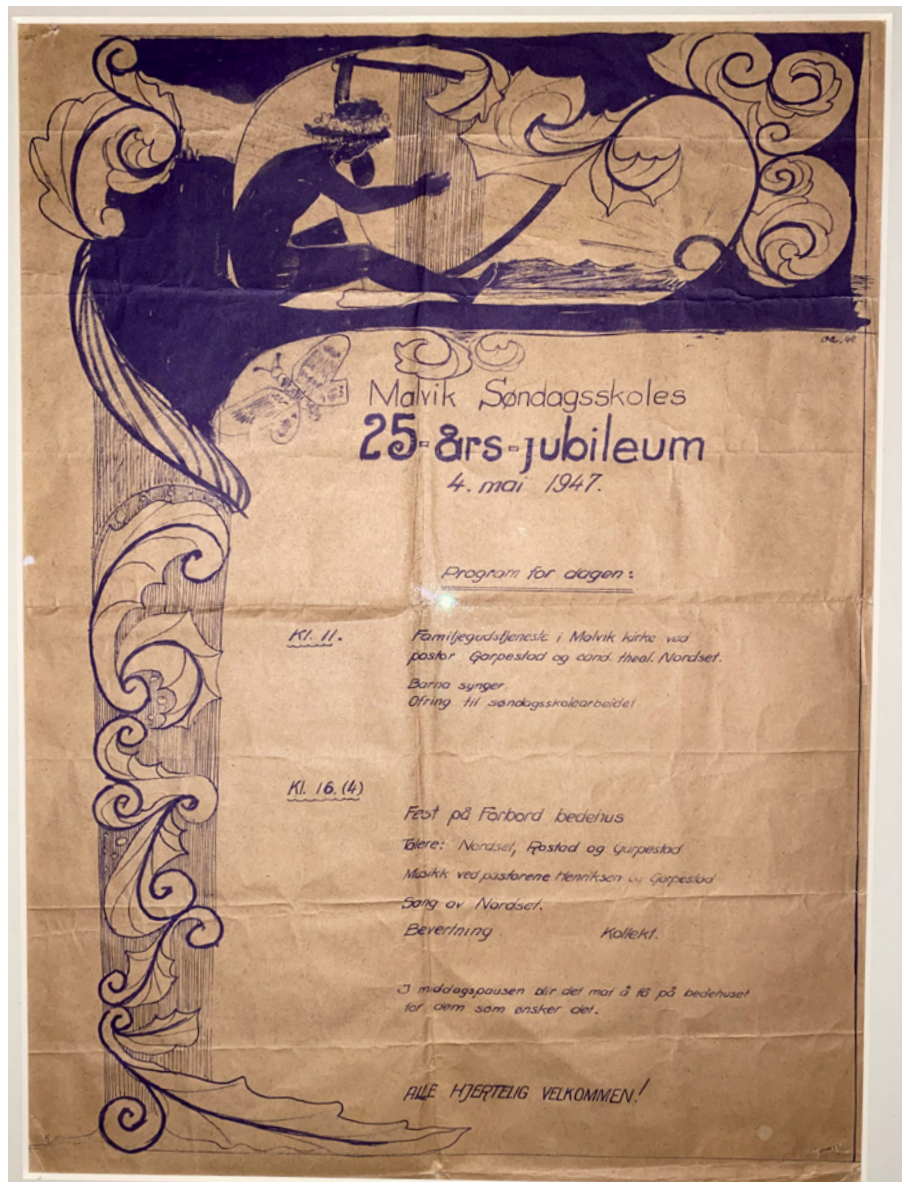 Malvik Søndagsskoles
25-års-jubileum
4. mai 1947.
Program for dagen:
Kl. 11.
Familjegudstjeneste i Malvik kirke ved
pastor Garpestad og cand. theol. Nordset.
Barna synger.
Ofring til søndagsskolearbeidet
Kl. 16.(4)
Fest på Forbord bedehus
Talere: Nordset, Rostad og Garpestad
Musikk ved pastorene Henriksen og Garpestad
Sang av Nordset.
Bevertning. Kollekt.
I middagspausen blir det mat å få på bedehuset
for dem som ønsker det.
ALLE HJERTELIG VELKOMMEN!